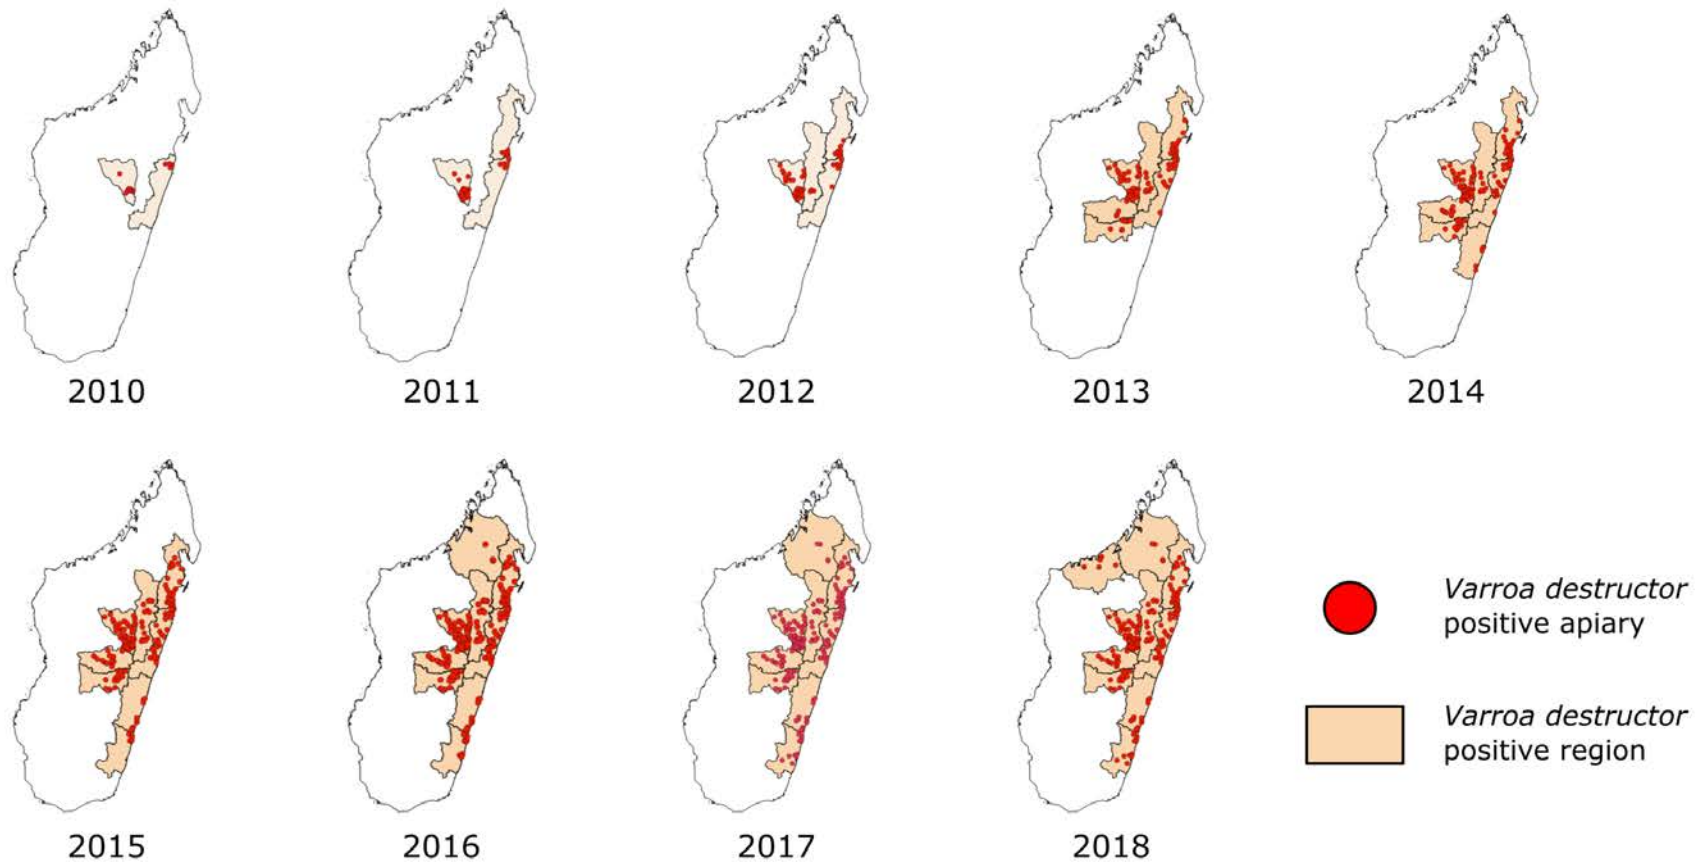 2010
2011
2012
2013
2014
2015
2016
2017
2018
Varroa destructor
positive apiary
Varroa destructor
positive region